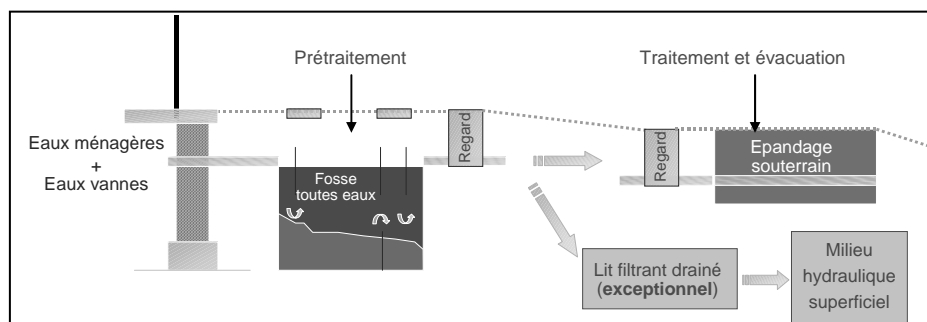 Prétraitement
Traitement et évacuation
Eaux ménagères
+
Eaux vannes
Regard
Fosse
toutes eaux
Regard
Epandage
souterrain
Lit filtrant drainé
(exceptionnel)
Milieu
hydraulique
superficiel